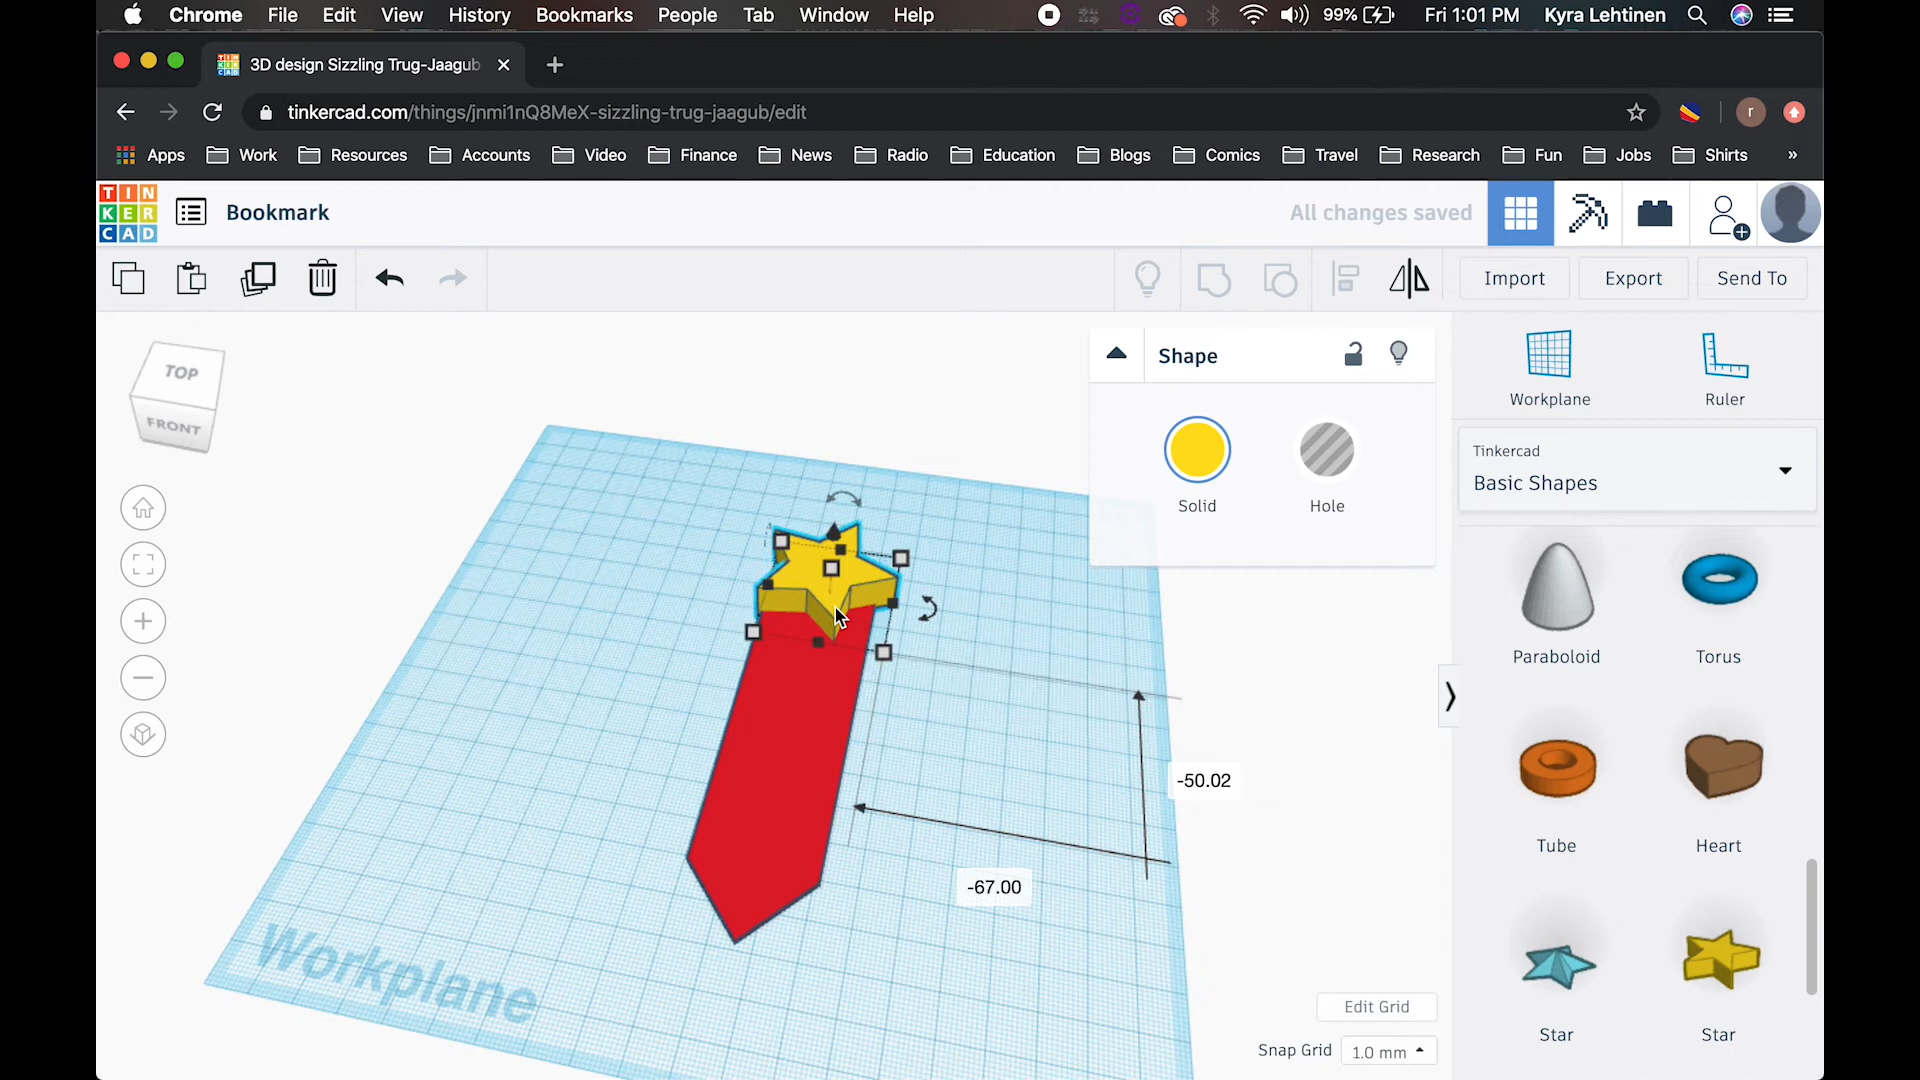 Chrome File Edit View History Bookmarks People Tab Window Help 99% Fri 1:01 PM Kyra Lehtinen
3D design Sizzling Trug-Jaagub
tinkercad.com/things/jnmi1nQ8MeX-sizzling-trug-jaagub/edit r
Apps Work Resources Accounts Video Finance News Radio Education Blogs Comics Travel Research Fun Jobs Shirts »
TIN
KER
CAD
Bookmark All changes saved
Import Export Send To
TOP
FRONT
Shape
Solid Hole
Workplane Ruler
Tinkercad
Basic Shapes
Paraboloid Torus
Tube Heart
Star Star
-50.02
-67.00
Workplane
Edit Grid
Snap Grid 1.0 mm